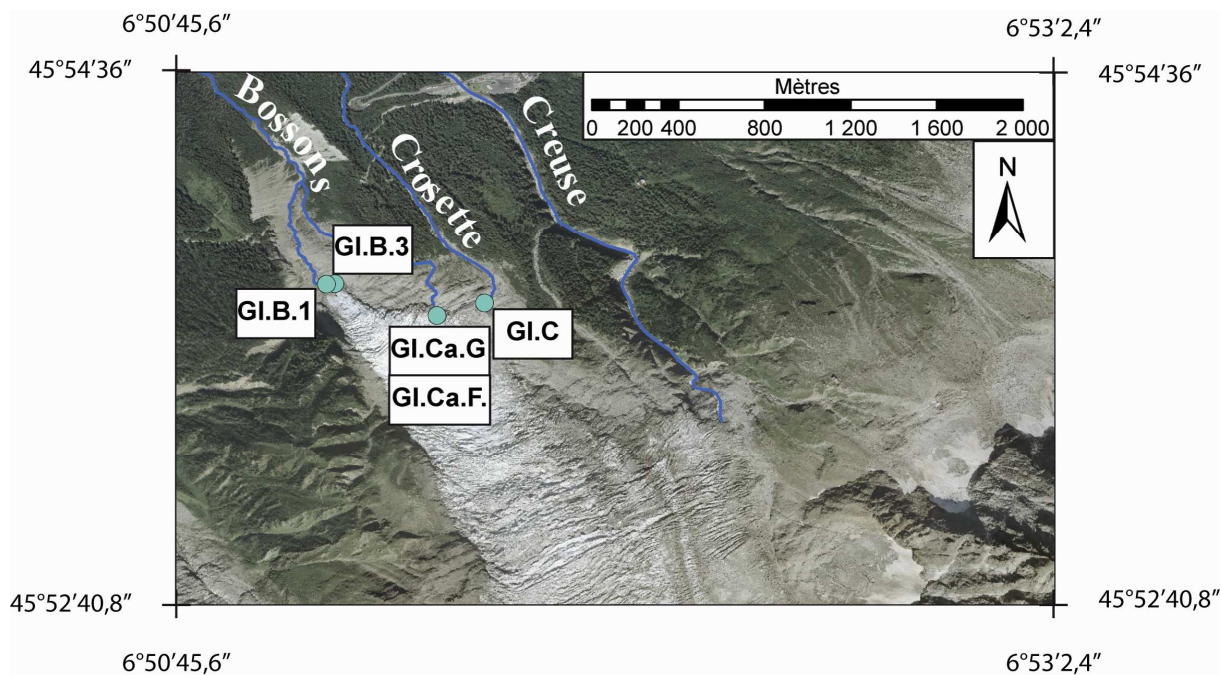 6°50′45,6″
6°53′2,4″
45°54′36″
45°54′36″
Mètres
0 200 400 800 1200 1 600 2 000
N
Bossons
Crosette
Creuse
Gl.B.3
Gl.B.1
Gl.C
Gl.Ca.G
Gl.Ca.F.
45°52′40,8″
45°52′40,8″
6°50′45,6″
6°53′2,4″